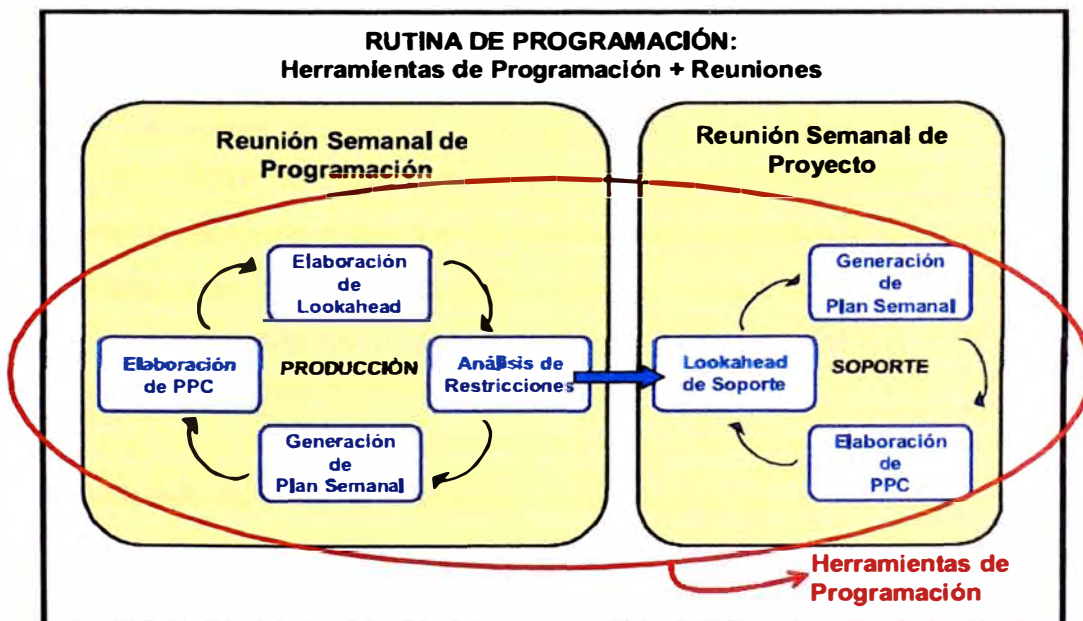 RUTINA DE PROGRAMACIÓN:
Herramientas de Programación + Reuniones
Reunión Semanal de
Programación
Elaboración
de
Lookahead
Elaboración
de PPC
PRODUCCIÓN
Análisis de
Restricciones
Generación
de
Plan Semanal
Reunión Semanal de
Proyecto
Generación
de
Plan Semanal
Lookahead
de Soporte
SOPORTE
Elaboración
de
PPC
Herramientas de
Programación